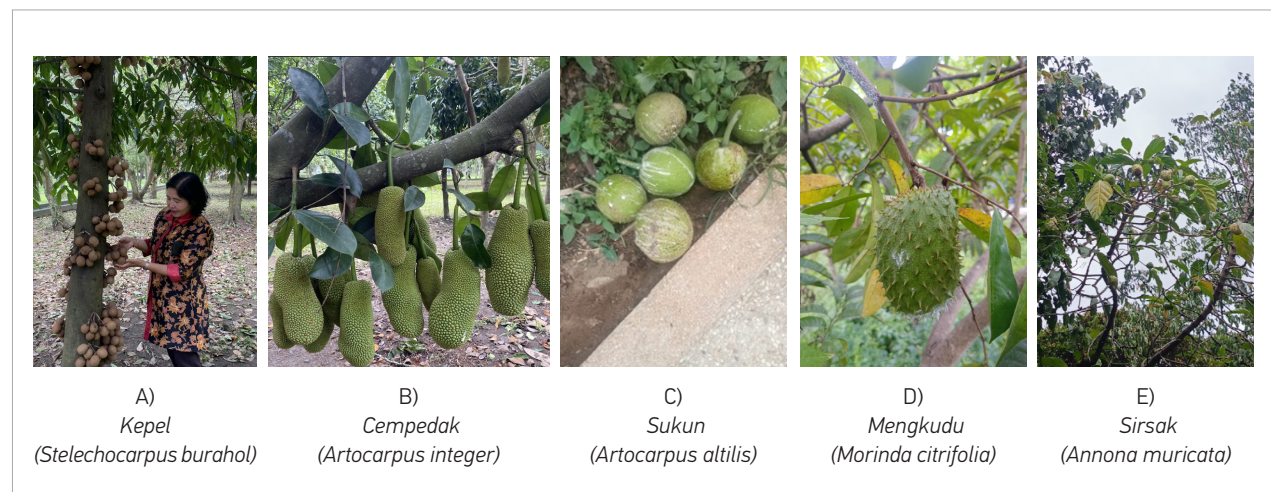 A)
Kepel
(Stelechocarpus burahol)
B)
Cempedak
(Artocarpus integer)
C)
Sukun
(Artocarpus altilis)
D)
Mengkudu
(Morinda citrifolia)
E)
Sirsak
(Annona muricata)